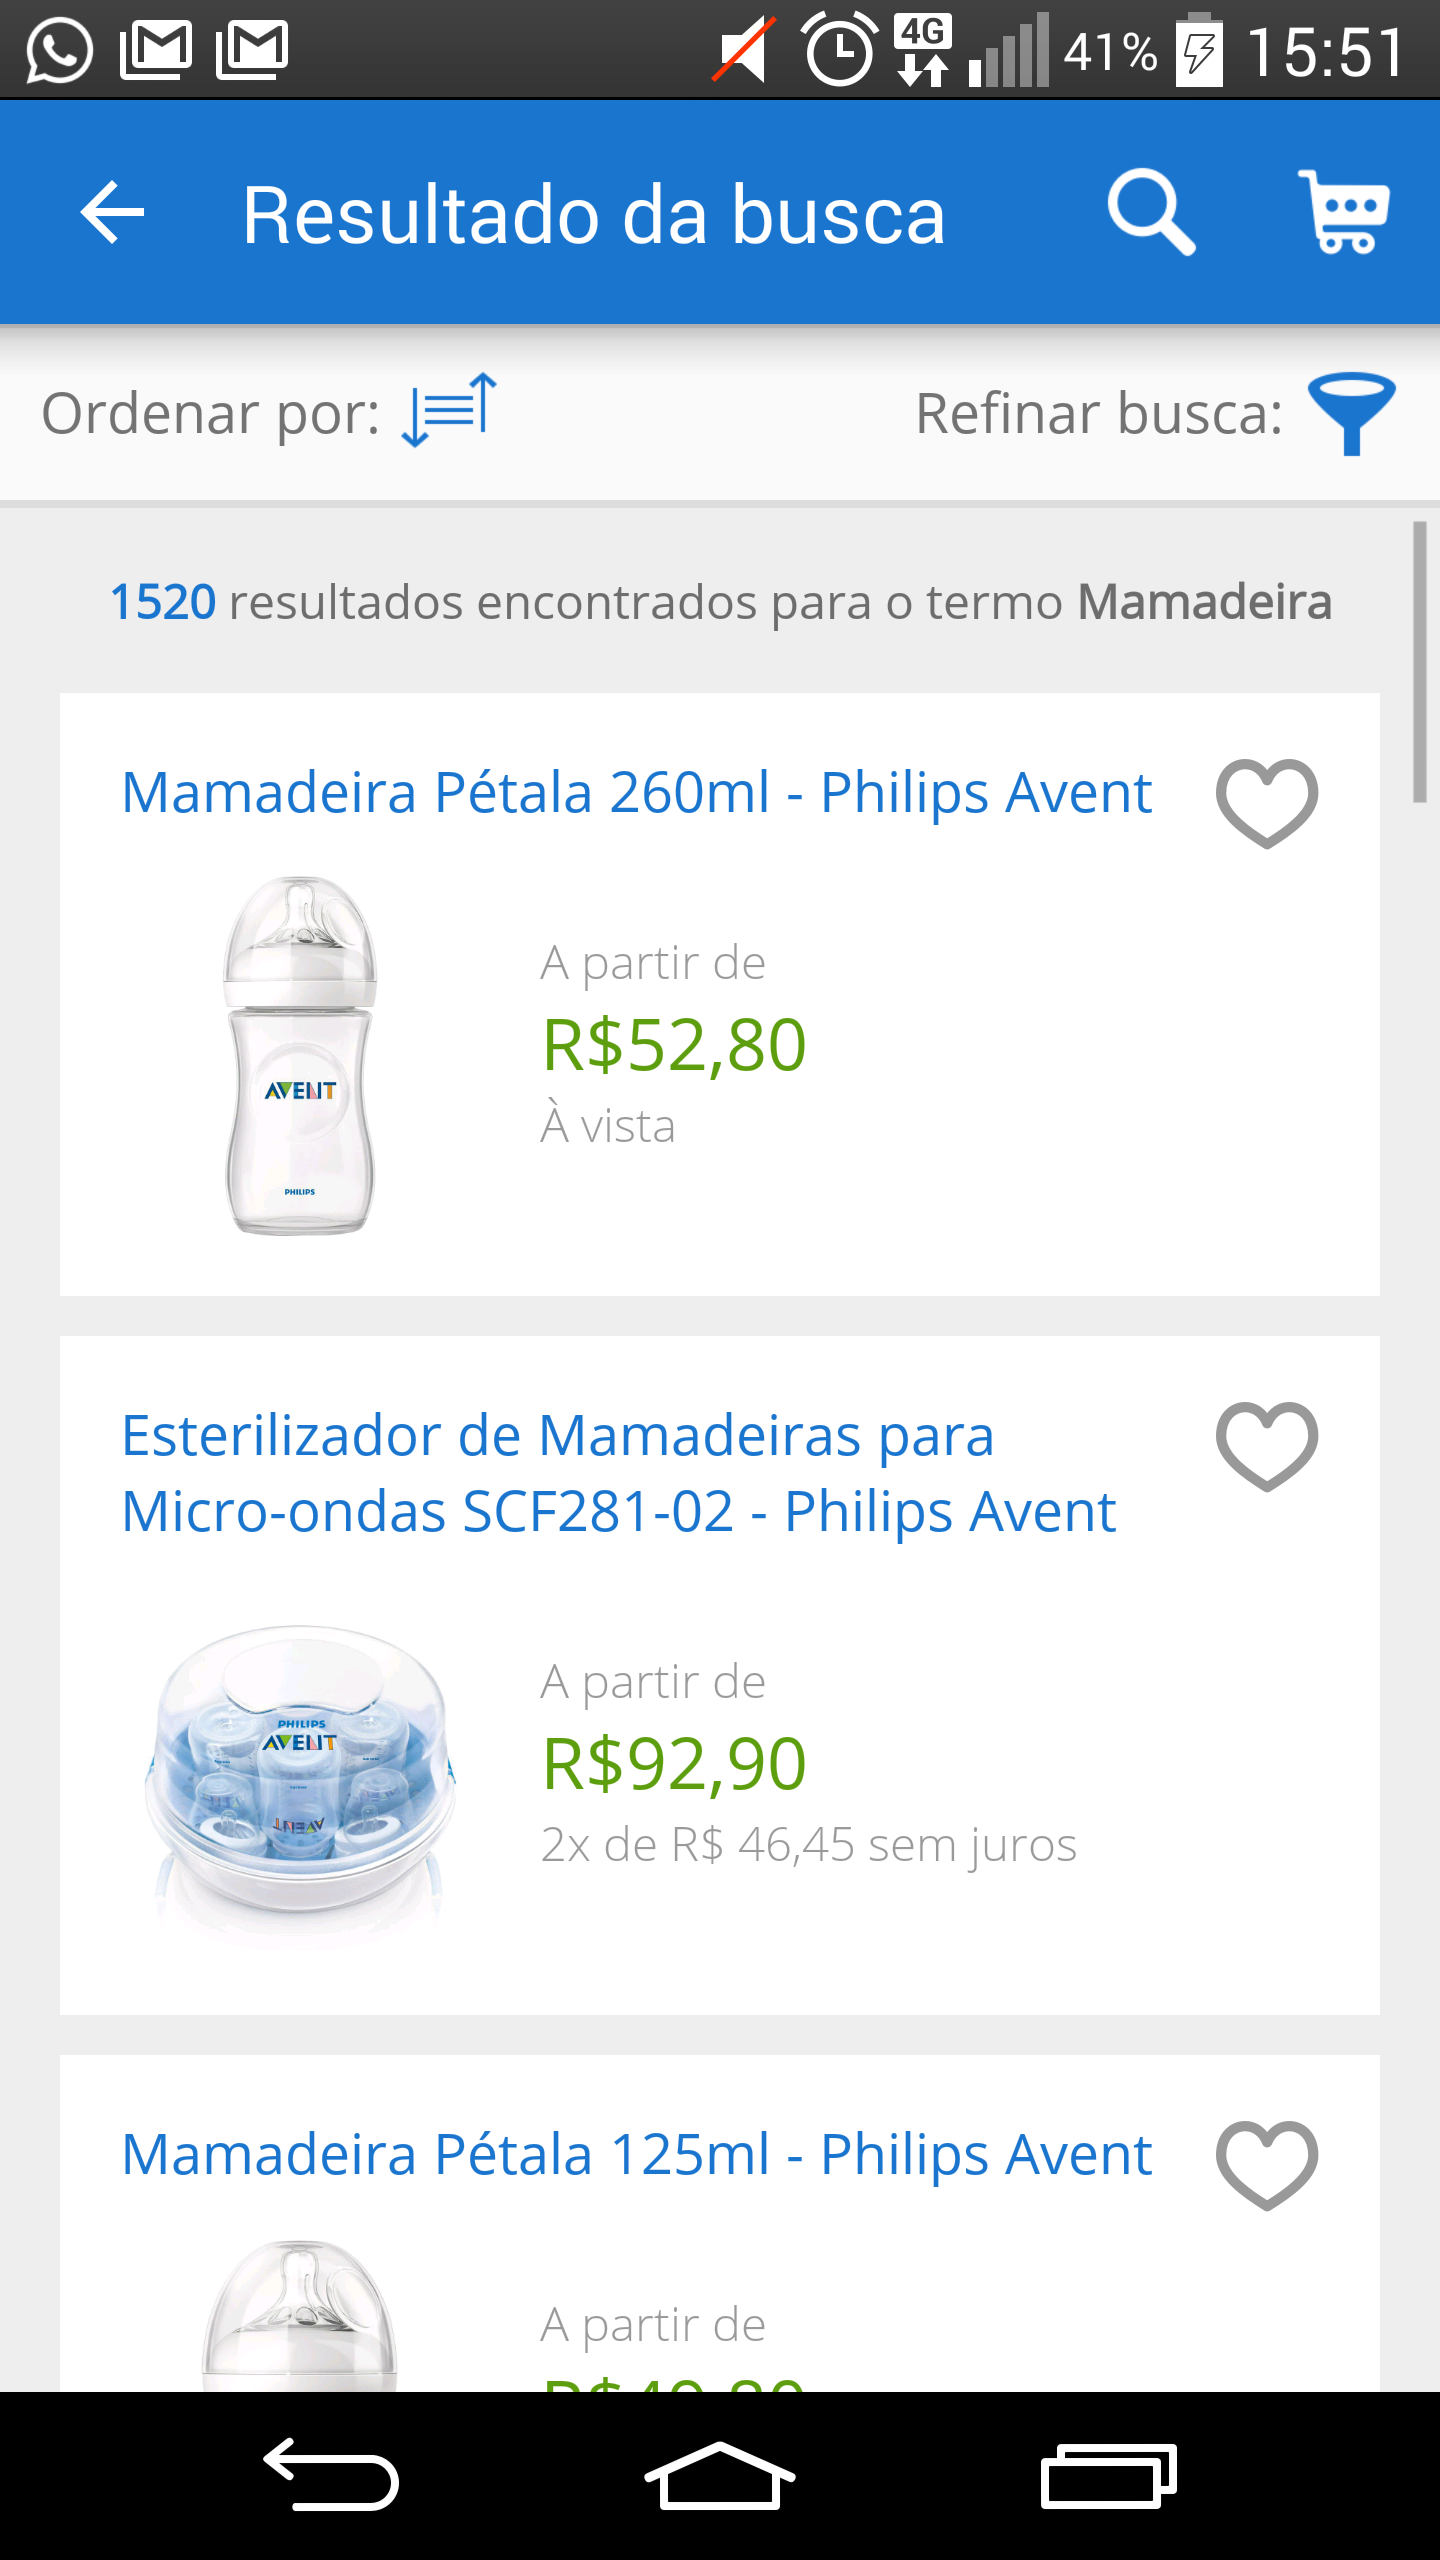 4G 41% 15:51
Resultado da busca
Ordenar por: Refinar busca:
1520 resultados encontrados para o termo Mamadeira
Mamadeira Pétala 260ml - Philips Avent
A partir de
R$52,80
À vista
AVENT
PHILIPS
Esterilizador de Mamadeiras para
Micro-ondas SCF281-02 - Philips Avent
A partir de
R$92,90
2x de R$ 46,45 sem juros
PHILIPS
AVENT
AVENT
Mamadeira Pétala 125ml - Philips Avent
A partir de